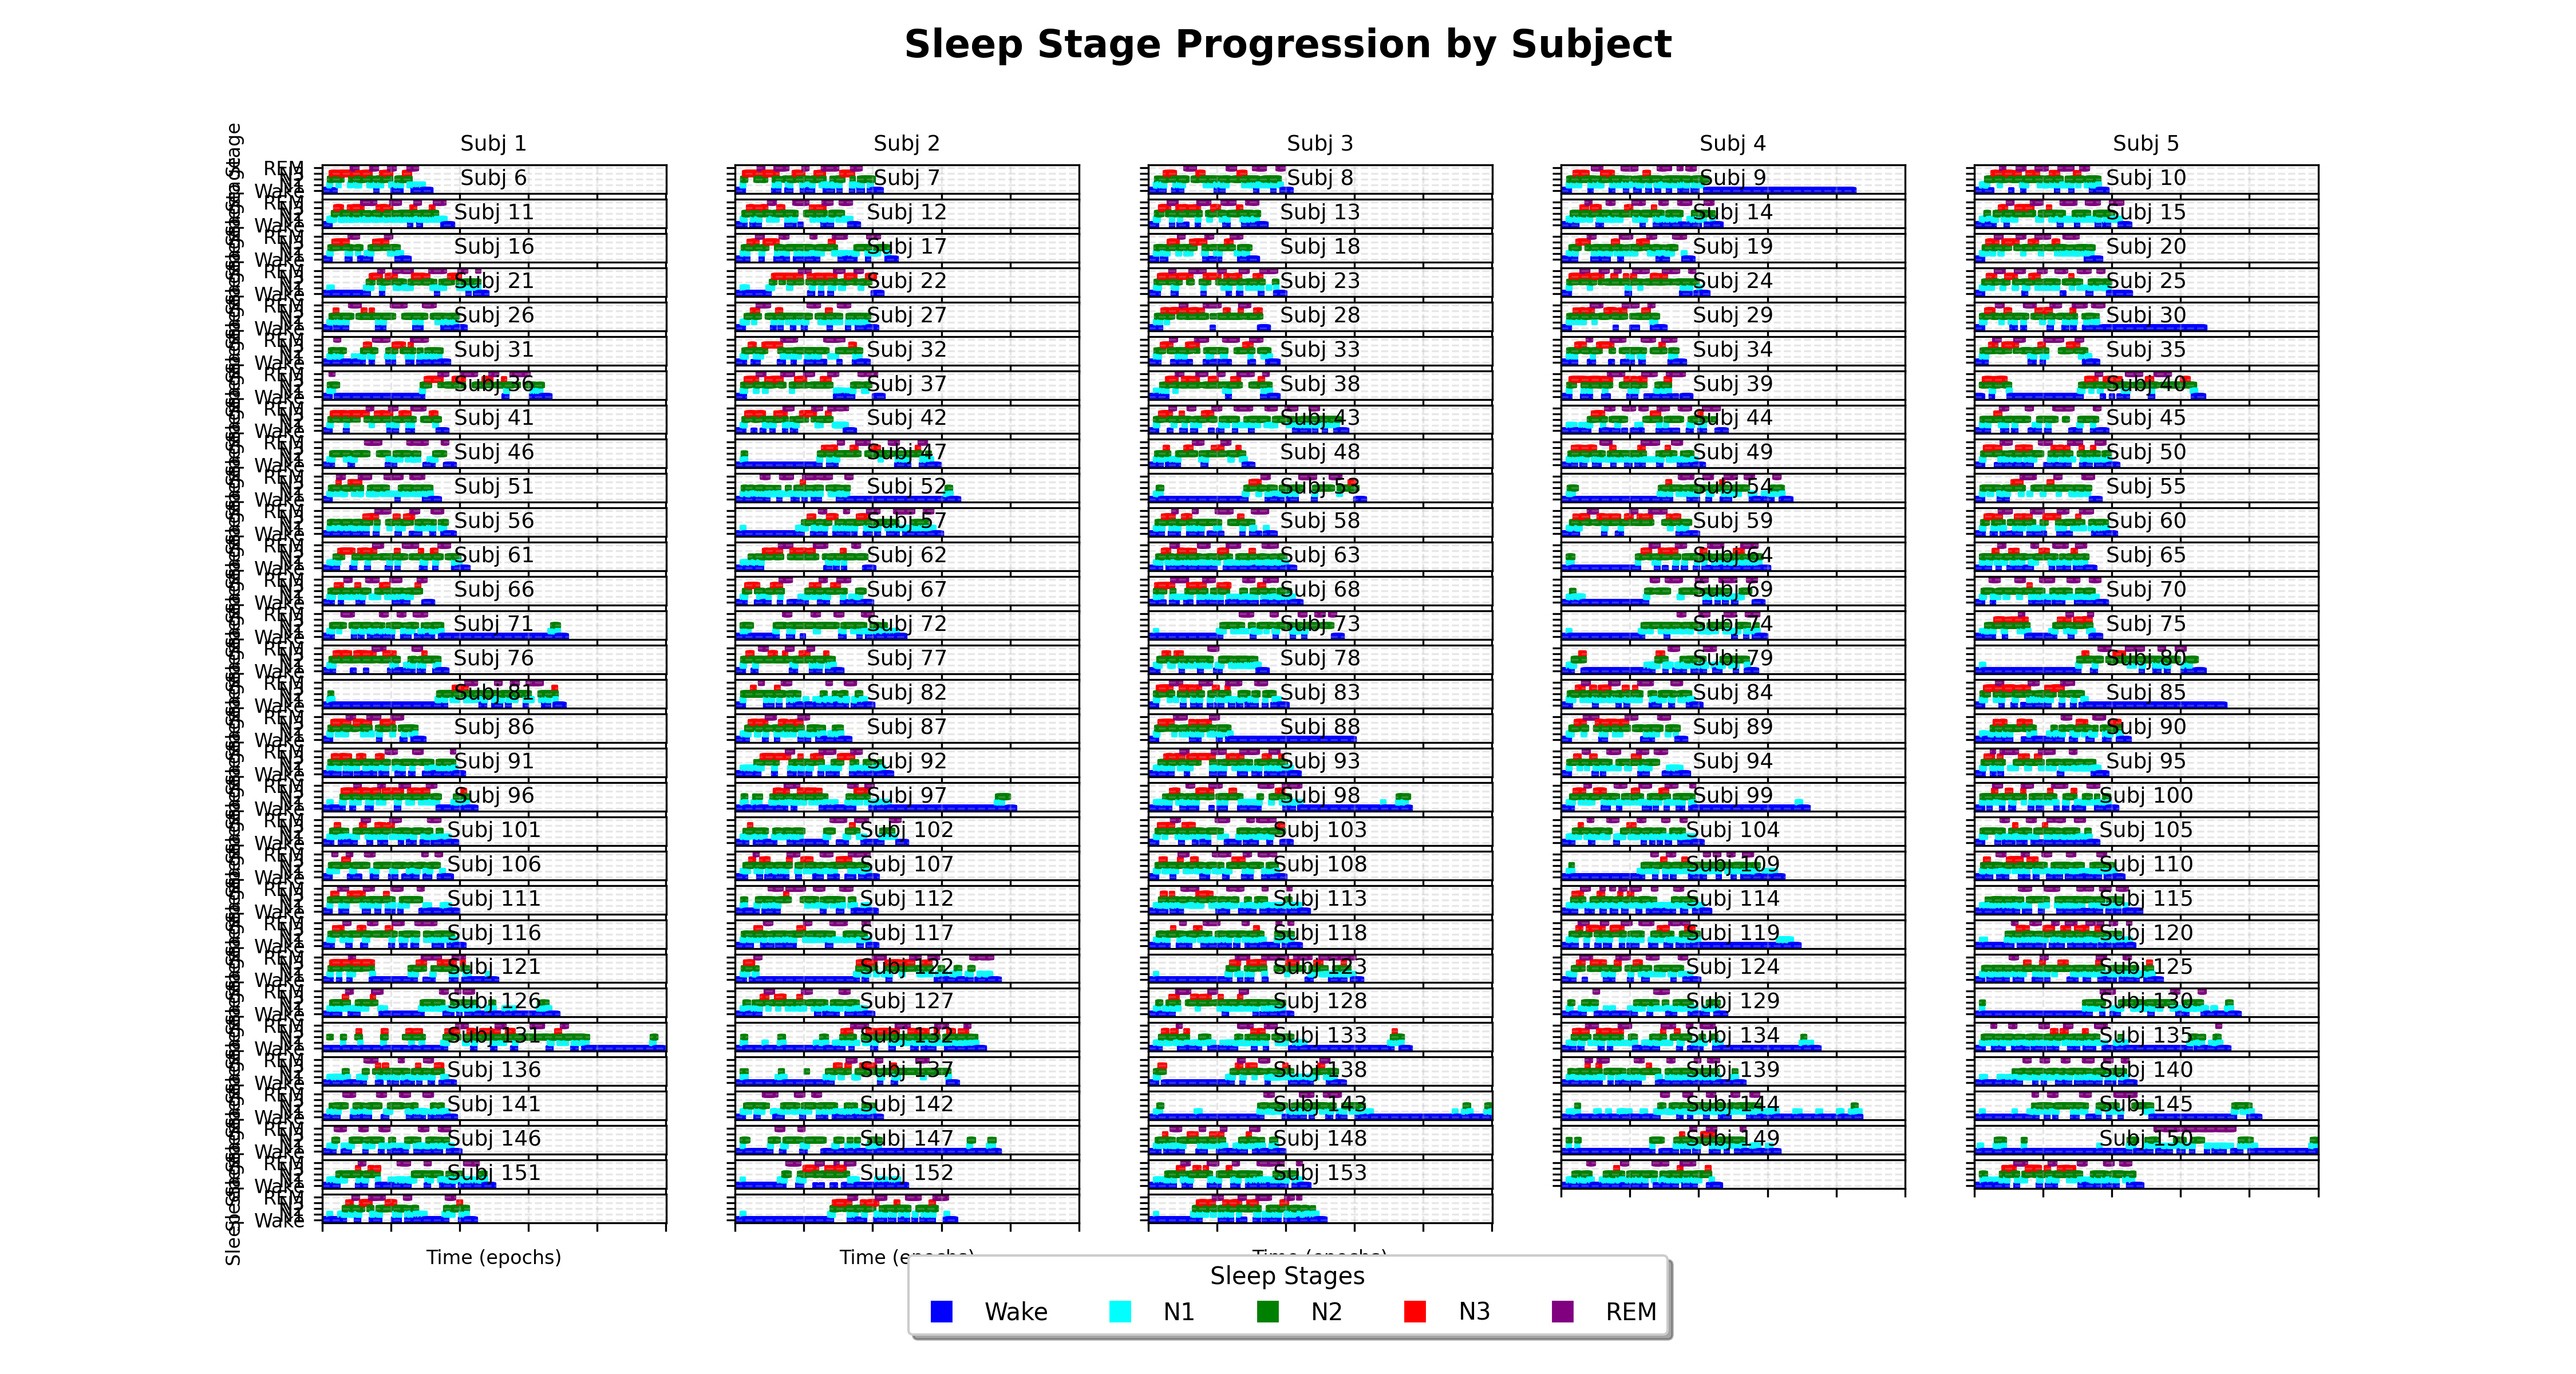 Sleep Stage Progression by Subject
Subj 1 Subj 2 Subj 3 Subj 4 Subj 5
Subj 6 Subj 7 Subj 8 Subj 9 Subj 10
Subj 11 Subj 12 Subj 13 Subj 14 Subj 15
Subj 16 Subj 17 Subj 18 Subj 19 Subj 20
Subj 21 Subj 22 Subj 23 Subj 24 Subj 25
Subj 26 Subj 27 Subj 28 Subj 29 Subj 30
Subj 31 Subj 32 Subj 33 Subj 34 Subj 35
Subj 36 Subj 37 Subj 38 Subj 39 Subj 40
Subj 41 Subj 42 Subj 43 Subj 44 Subj 45
Subj 46 Subj 47 Subj 48 Subj 49 Subj 50
Subj 51 Subj 52 Subj 53 Subj 54 Subj 55
Subj 56 Subj 57 Subj 58 Subj 59 Subj 60
Subj 61 Subj 62 Subj 63 Subj 64 Subj 65
Subj 66 Subj 67 Subj 68 Subj 69 Subj 70
Subj 71 Subj 72 Subj 73 Subj 74 Subj 75
Subj 76 Subj 77 Subj 78 Subj 79 Subj 80
Subj 81 Subj 82 Subj 83 Subj 84 Subj 85
Subj 86 Subj 87 Subj 88 Subj 89 Subj 90
Subj 91 Subj 92 Subj 93 Subj 94 Subj 95
Subj 96 Subj 97 Subj 98 Subj 99 Subj 100
Subj 101 Subj 102 Subj 103 Subj 104 Subj 105
Subj 106 Subj 107 Subj 108 Subj 109 Subj 110
Subj 111 Subj 112 Subj 113 Subj 114 Subj 115
Subj 116 Subj 117 Subj 118 Subj 119 Subj 120
Subj 121 Subj 122 Subj 123 Subj 124 Subj 125
Subj 126 Subj 127 Subj 128 Subj 129 Subj 130
Subj 131 Subj 132 Subj 133 Subj 134 Subj 135
Subj 136 Subj 137 Subj 138 Subj 139 Subj 140
Subj 141 Subj 142 Subj 143 Subj 144 Subj 145
Subj 146 Subj 147 Subj 148 Subj 149 Subj 150
Subj 151 Subj 152 Subj 153
Wake
Time (epochs)
Sleep Stages
Wake N1 N2 N3 REM